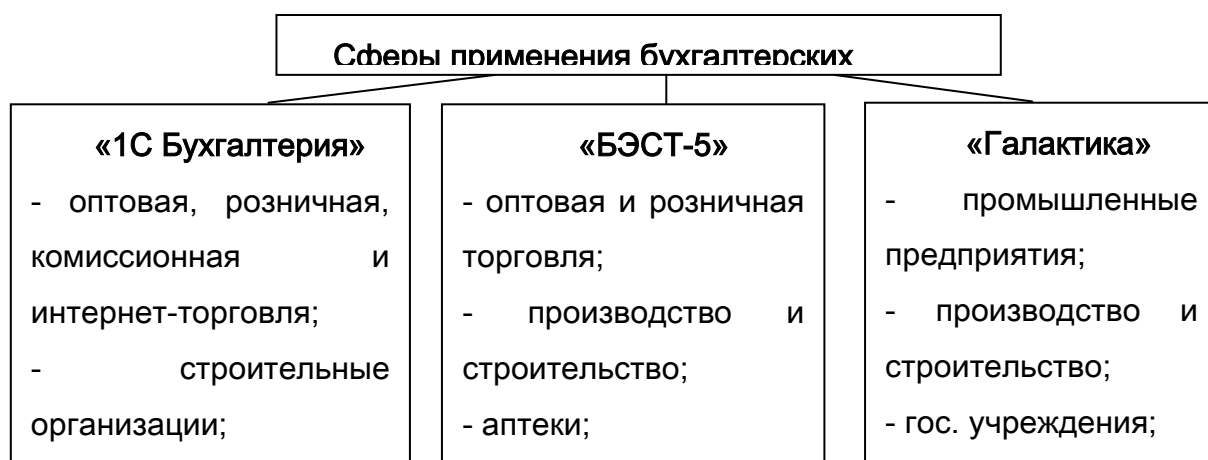 Сферы применения бухгалтерских
«1С Бухгалтерия»
- оптовая, розничная,
комиссионная и
интернет-торговля;
- строительные
организации;
«БЭСТ-5»
- оптовая и розничная
торговля;
- производство и
строительство;
- аптеки;
«Галактика»
- промышленные
предприятия;
- производство и
строительство;
- гос. учреждения;